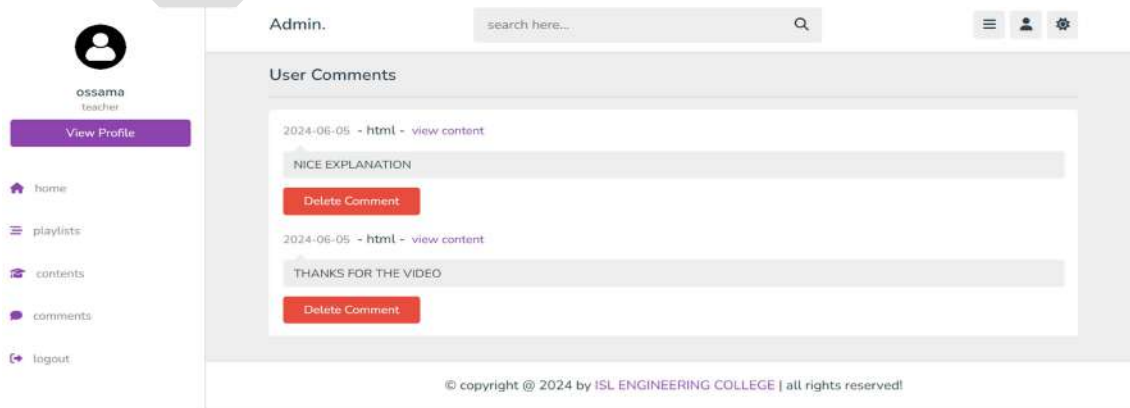 ossama
teacher
View Profile
home
playlists
contents
comments
logout
Admin.
search here...
User Comments
2024-06-05 - html - view content
NICE EXPLANATION
Delete Comment
2024-06-05 - html - view content
THANKS FOR THE VIDEO
Delete Comment
© copyright @ 2024 by ISL ENGINEERING COLLEGE | all rights reserved!